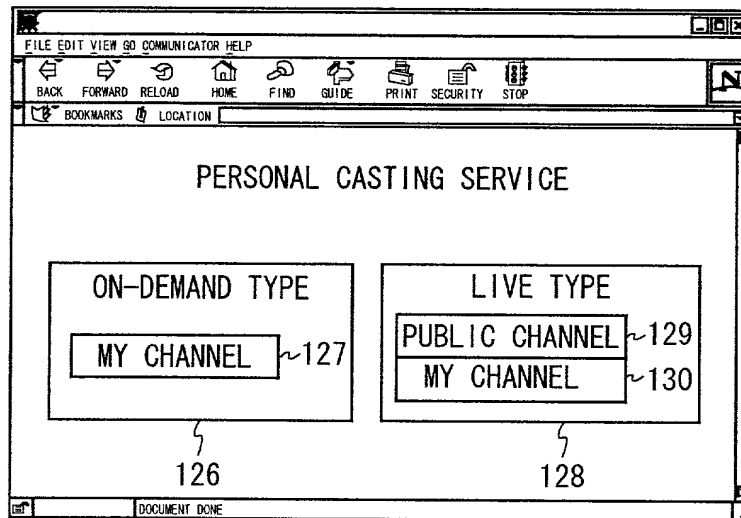 FILE EDIT VIEW GO COMMUNICATOR HELP
BACK FORWARD RELOAD HOME FIND GUIDE PRINT SECURITY STOP
N
BOOKMARKS LOCATION
PERSONAL CASTING SERVICE
ON-DEMAND TYPE
MY CHANNEL 127
126
LIVE TYPE
PUBLIC CHANNEL 129
MY CHANNEL 130
128
DOCUMENT DONE